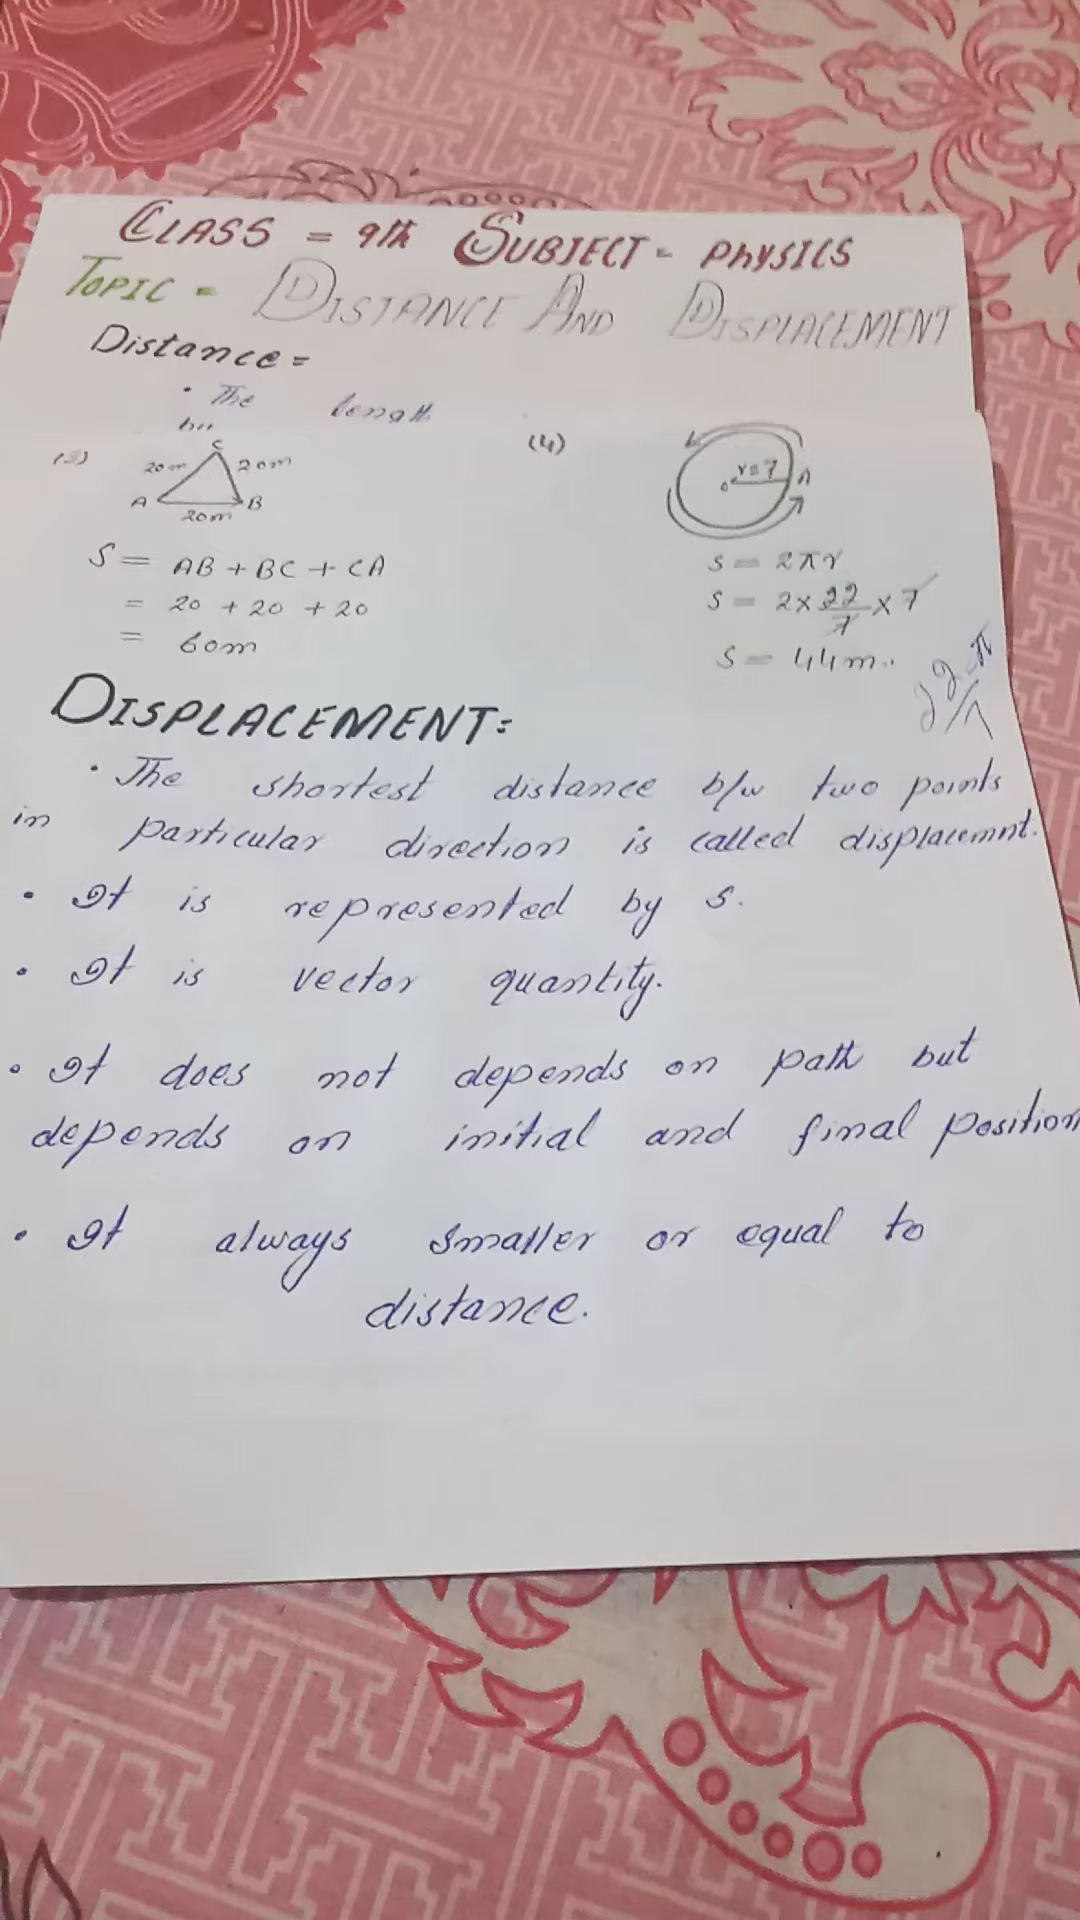 CLASS = 9th SUBJECT = PHYSICS
TOPIC = DISTANCE AND DISPLACEMENT
Distance =
• The length
(3)
C
20m 20m
A B
20m
S = AB + BC + CA
= 20 + 20 + 20
= 60m
(4)
r = 7 A
o
S = 2πr
S = 2 × 22/7 × 7
S = 44m..
DISPLACEMENT:
• The shortest distance b/w two points
in particular direction is called displacemnt.
• It is represented by s.
• It is vector quantity.
• It does not depends on path but
depends on initial and final position
• It always smaller or equal to
distance.